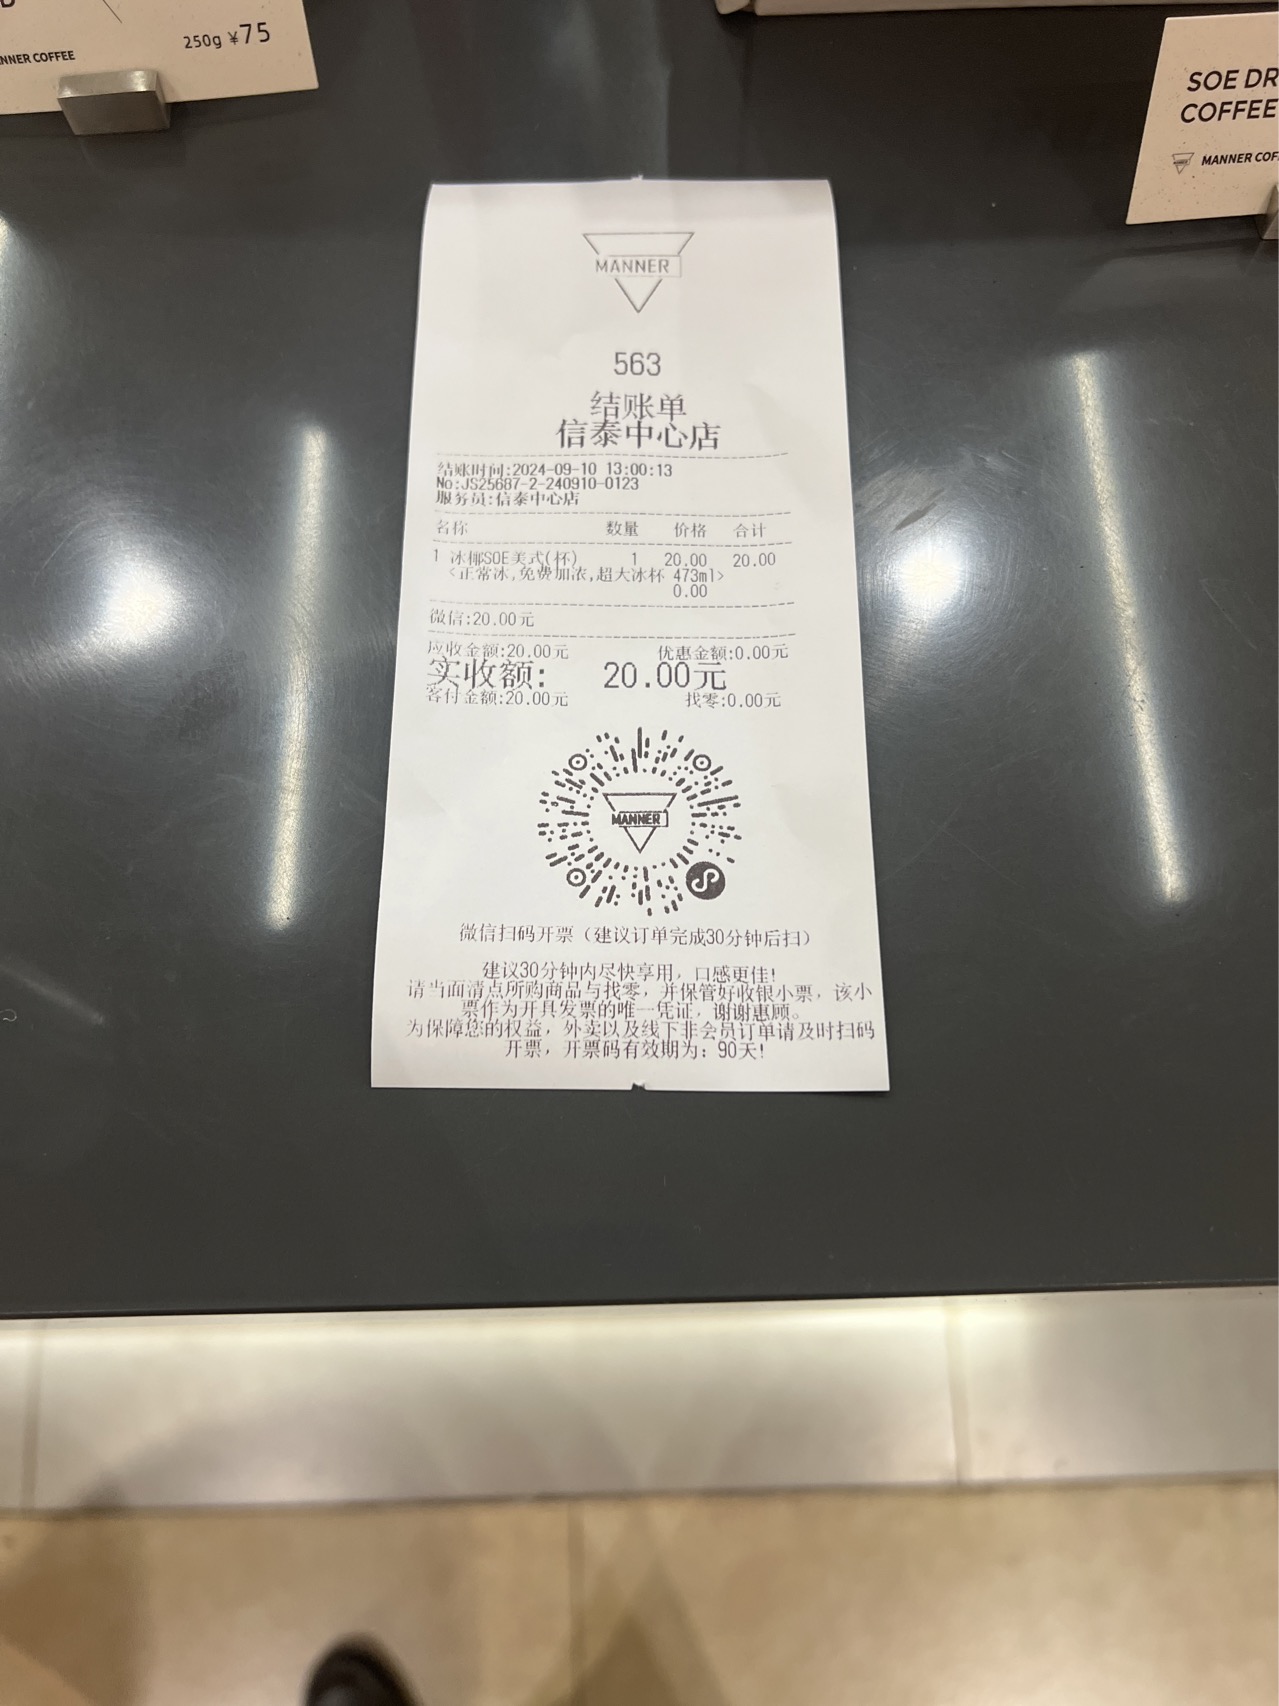 250g ¥75
NNER COFFEE
SOE DR
COFFEE
MANNER COF
MANNER
563
结账单
信泰中心店
结账时间:2024-09-10 13:00:13
No:JS25687-2-240910-0123
服务员:信泰中心店
名称 数量 价格 合计
1 冰椰SOE美式(杯) 1 20.00 20.00
<正常冰,免费加浓,超大冰杯 473ml>
0.00
微信:20.00元
应收金额:20.00元 优惠金额:0.00元
实收额: 20.00元
客付金额:20.00元 找零:0.00元
MANNER
微信扫码开票（建议订单完成30分钟后扫）
建议30分钟内尽快享用，口感更佳!
请当面清点所购商品与找零，并保管好收银小票，该小
票作为开具发票的唯一凭证，谢谢惠顾。
为保障您的权益，外卖以及线下非会员订单请及时扫码
开票，开票码有效期为：90天!